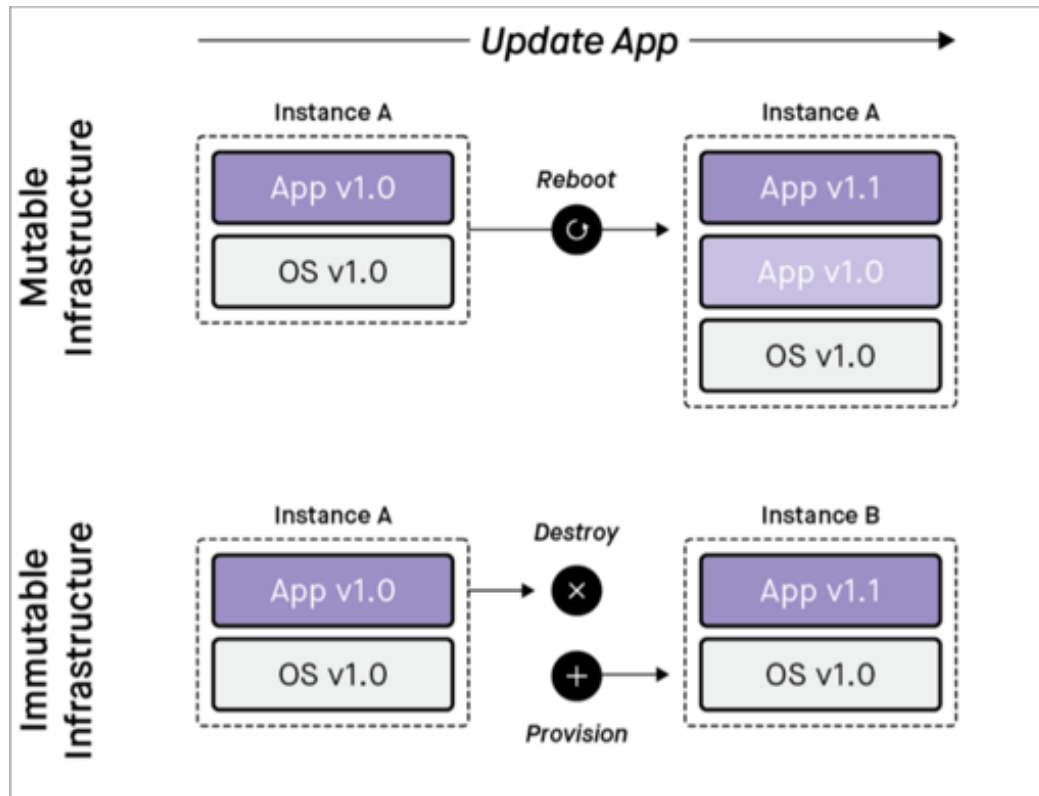 Update App
Mutable
Infrastructure
Instance A
App v1.0
OS v1.0
Reboot
Instance A
App v1.1
App v1.0
OS v1.0
Immutable
Infrastructure
Instance A
App v1.0
OS v1.0
Destroy
Provision
Instance B
App v1.1
OS v1.0